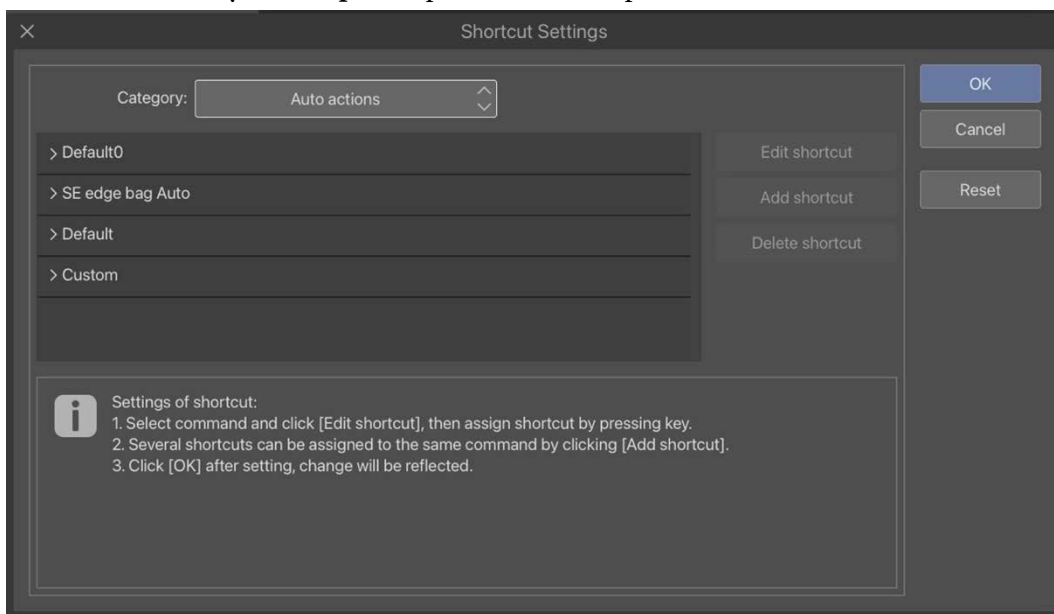 Shortcut Settings
Category: Auto actions
OK
Cancel
Reset
> Default0
> SE edge bag Auto
> Default
> Custom
Edit shortcut
Add shortcut
Delete shortcut
Settings of shortcut:
1. Select command and click [Edit shortcut], then assign shortcut by pressing key.
2. Several shortcuts can be assigned to the same command by clicking [Add shortcut].
3. Click [OK] after setting, change will be reflected.